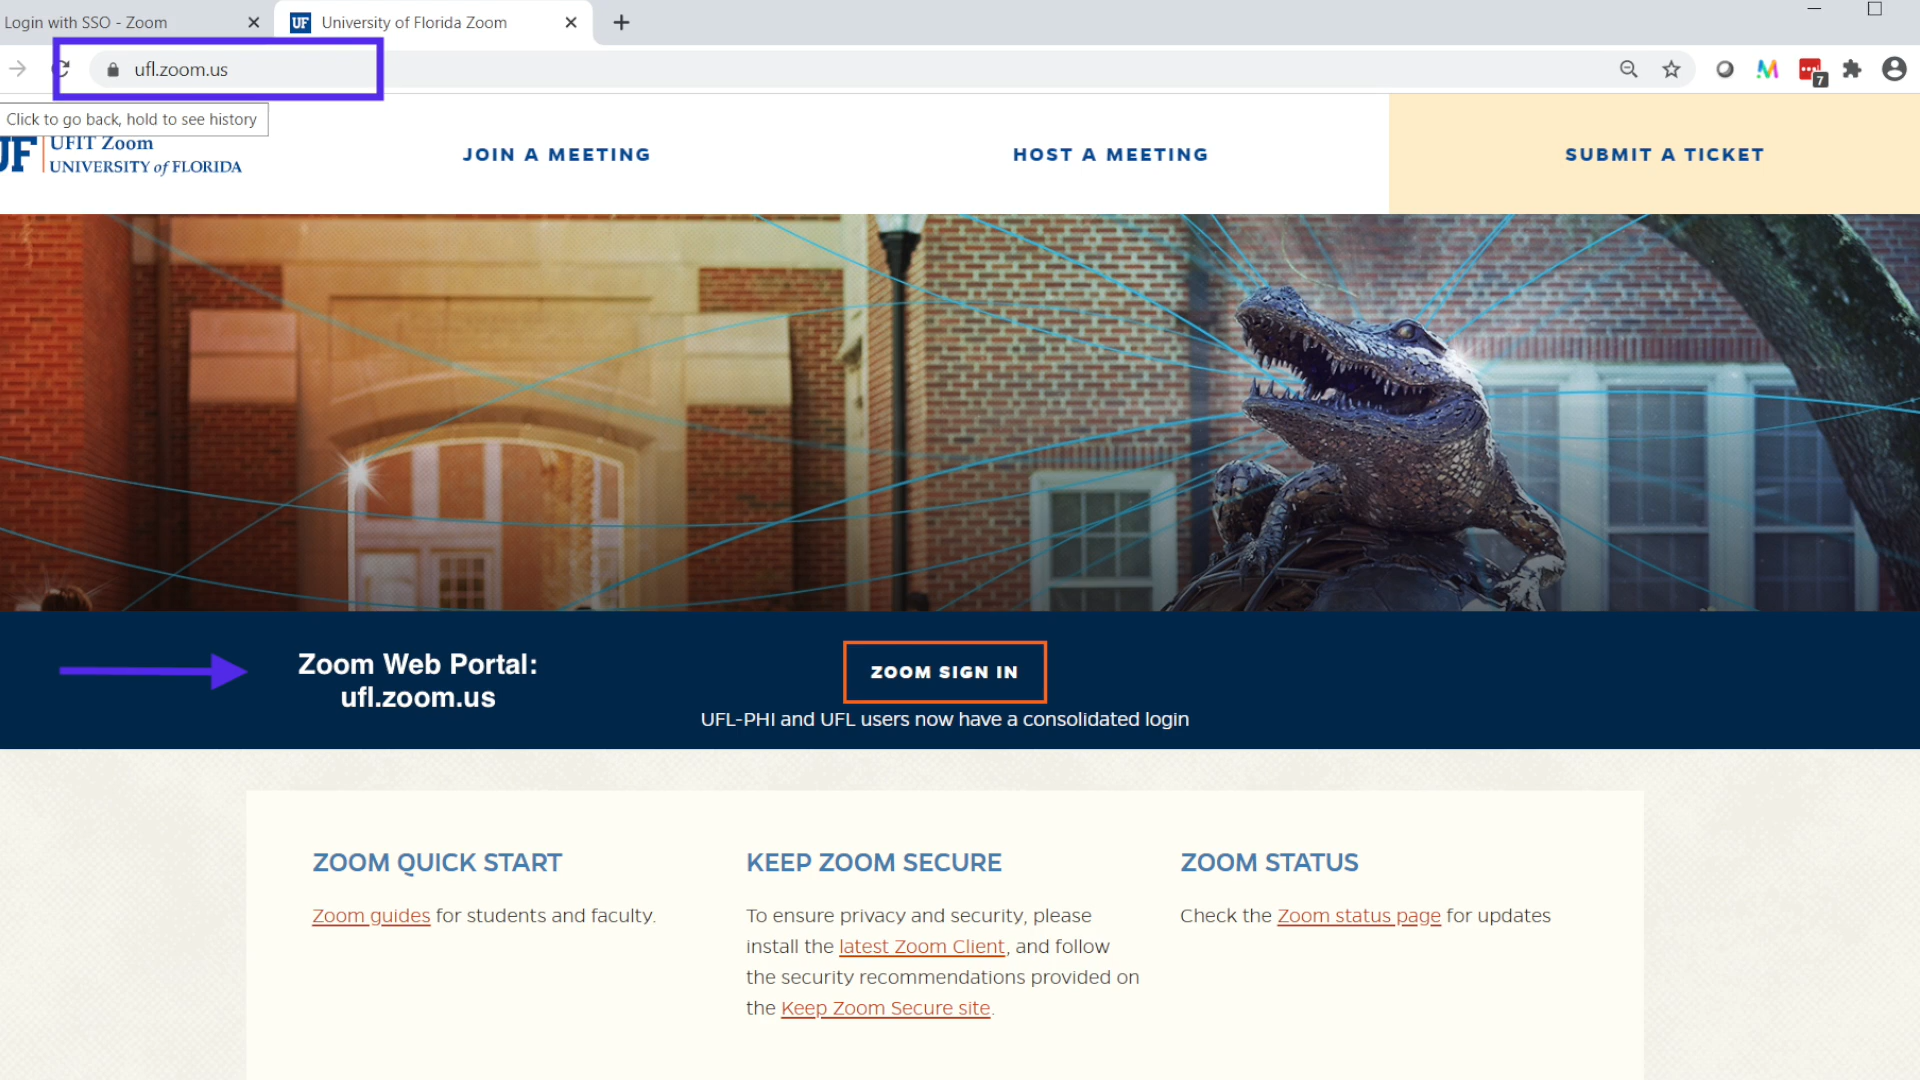 Login with SSO - Zoom
UF University of Florida Zoom
ufl.zoom.us
7
Click to go back, hold to see history
UF UFIT Zoom
UNIVERSITY of FLORIDA
JOIN A MEETING
HOST A MEETING
SUBMIT A TICKET
Zoom Web Portal:
ufl.zoom.us
ZOOM SIGN IN
UFL-PHI and UFL users now have a consolidated login
ZOOM QUICK START
Zoom guides for students and faculty.
KEEP ZOOM SECURE
To ensure privacy and security, please
install the latest Zoom Client, and follow
the security recommendations provided on
the Keep Zoom Secure site.
ZOOM STATUS
Check the Zoom status page for updates